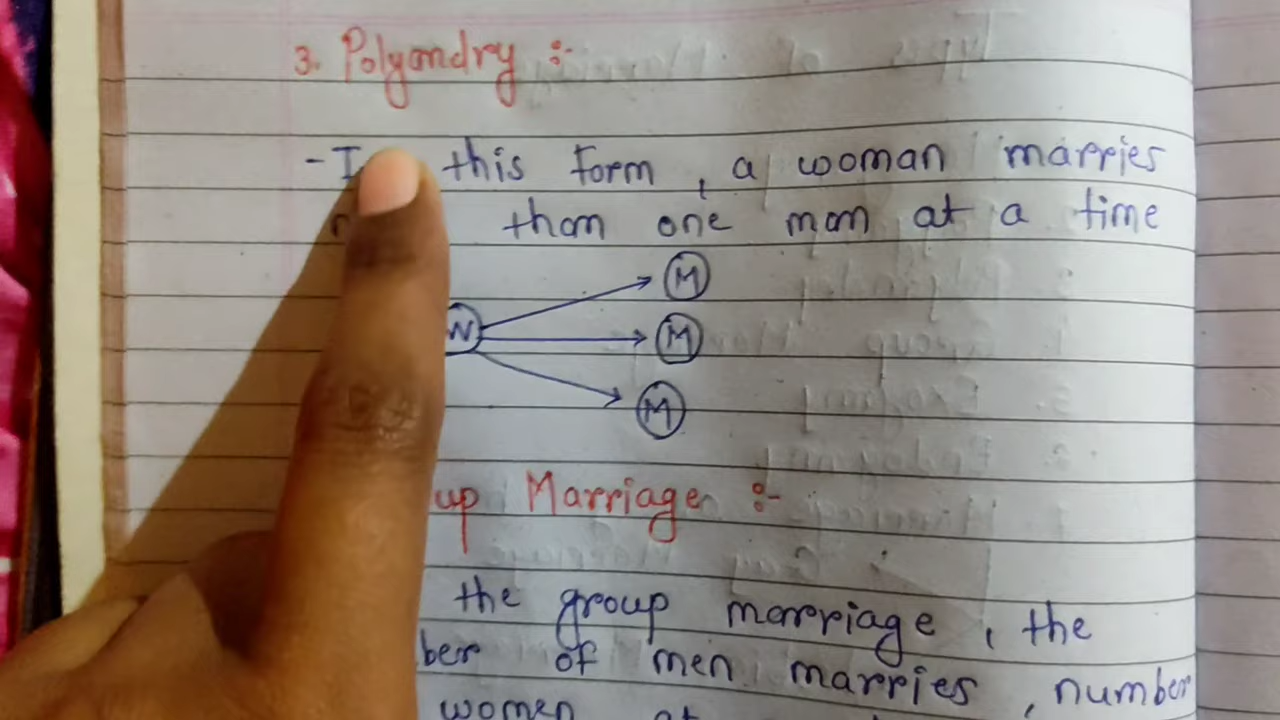 3. Polyandry :-
- this form , a woman marries
than one man at a time
M
W M
M
up Marriage :-
the group marriage , the
ber of men marries , number
women at